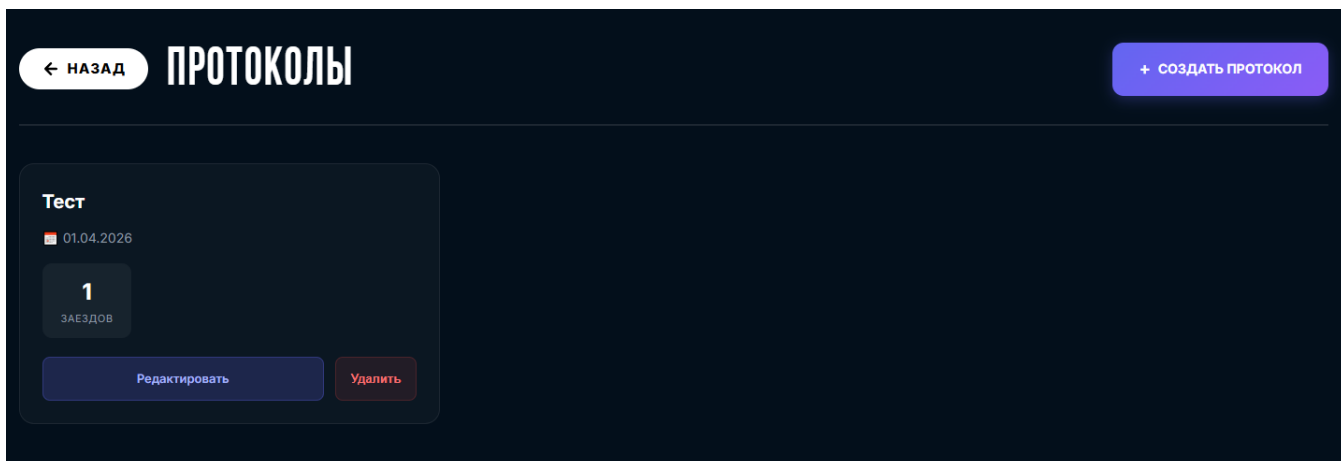 ← НАЗАД
ПРОТОКОЛЫ
+ СОЗДАТЬ ПРОТОКОЛ
Тест
01.04.2026
1
ЗАЕЗДОВ
Редактировать
Удалить